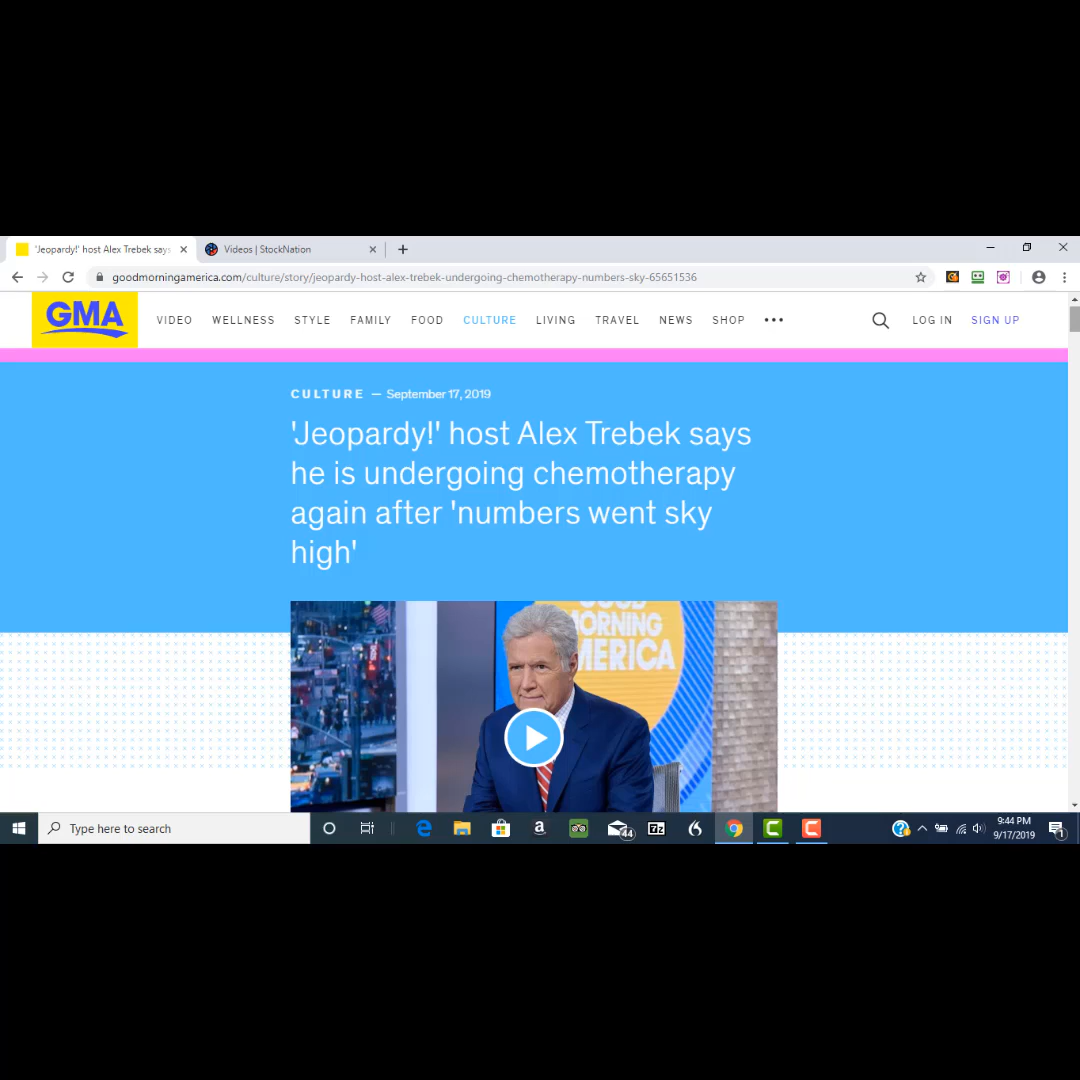 'Jeopardy!' host Alex Trebek says
Videos | StockNation
goodmorningamerica.com/culture/story/jeopardy-host-alex-trebek-undergoing-chemotherapy-numbers-sky-65651536
GMA VIDEO WELLNESS STYLE FAMILY FOOD CULTURE LIVING TRAVEL NEWS SHOP ••• LOG IN SIGN UP
CULTURE — September 17, 2019
'Jeopardy!' host Alex Trebek says
he is undergoing chemotherapy
again after 'numbers went sky
high'
MORNING
Type here to search
a
44
7z
9:44 PM
9/17/2019
1